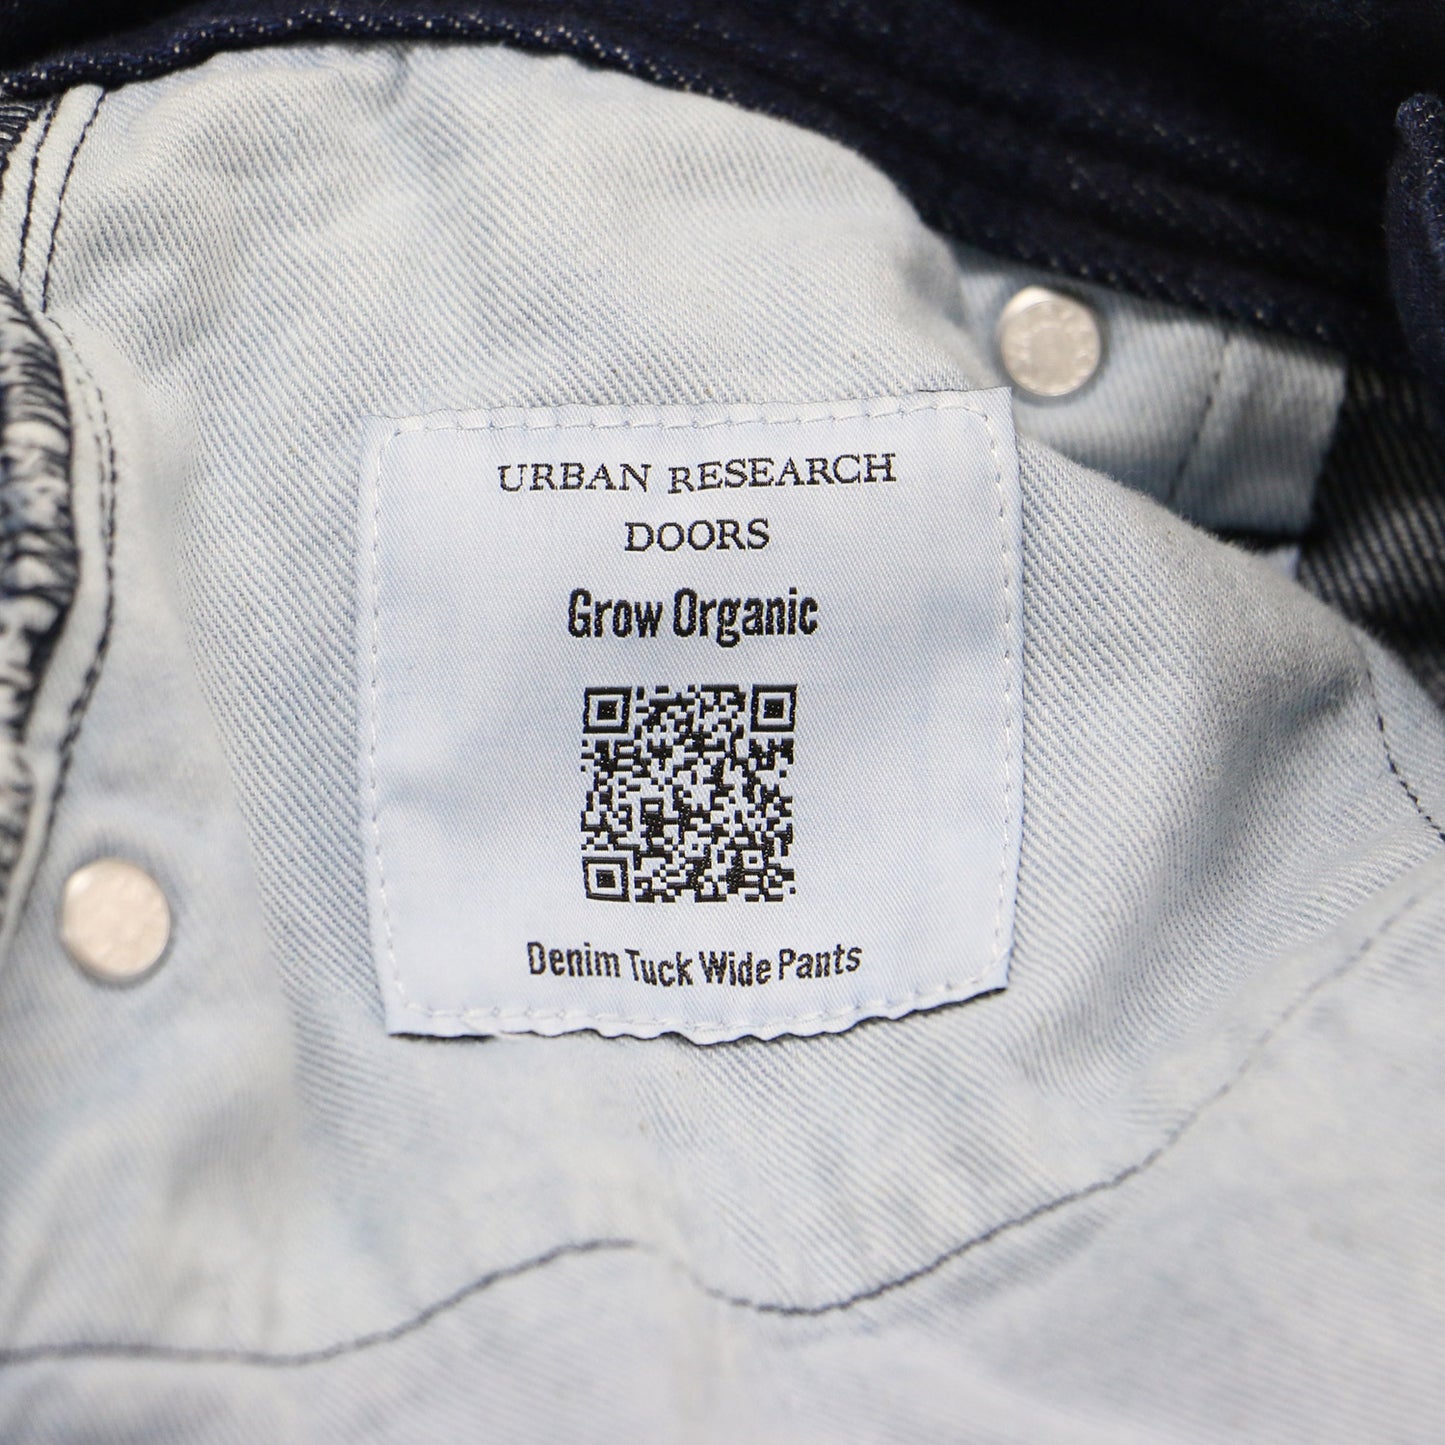 URBAN RESEARCH
DOORS
Grow Organic
Denim Tuck Wide Pants